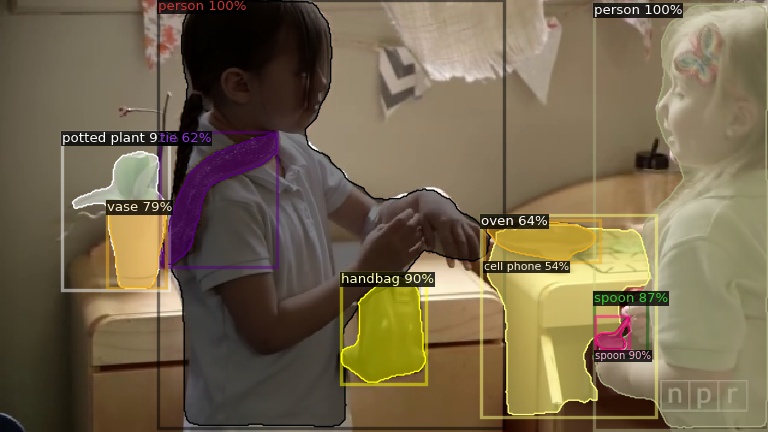 person 100%
person 100%
potted plant 9
tie 62%
vase 79%
oven 64%
cell phone 54%
handbag 90%
spoon 87%
spoon 90%
npr